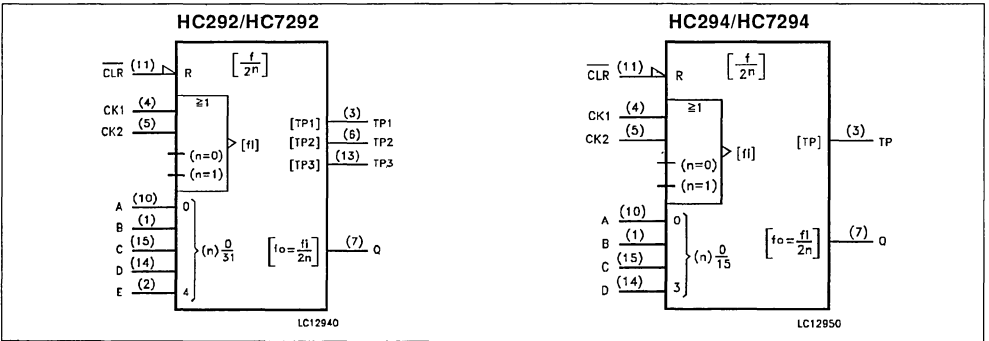 HC292/HC7292
CLR (11) R [f/2n]
≧1
CK1 (4)
CK2 (5)
[fI]
(n=0)
(n=1)
[TP1] (3) TP1
[TP2] (6) TP2
[TP3] (13) TP3
A (10) 0
B (1)
C (15)
D (14)
E (2) 4
(n) 0/31
[fo=fI/2n] (7) Q
LC12940
HC294/HC7294
CLR (11) R [f/2n]
≧1
CK1 (4)
CK2 (5)
[fI]
(n=0)
(n=1)
[TP] (3) TP
A (10) 0
B (1)
C (15)
D (14) 3
(n) 0/15
[fo=fI/2n] (7) Q
LC12950